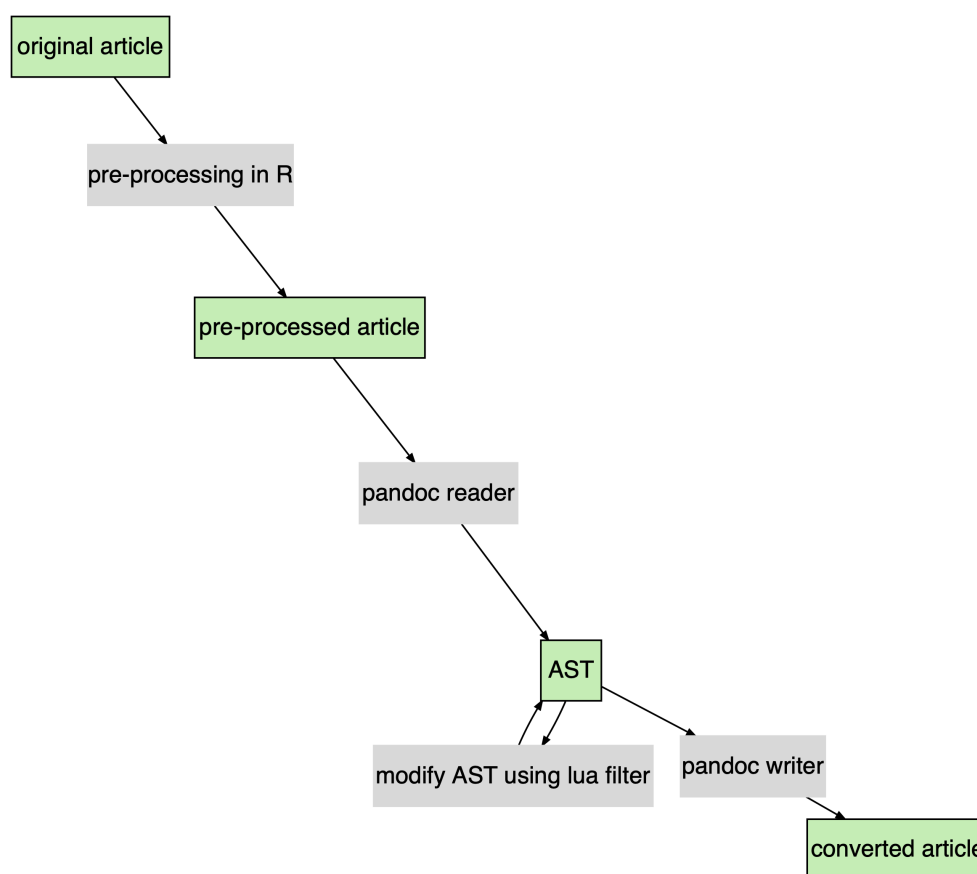 original article
pre-processing in R
pre-processed article
pandoc reader
AST
modify AST using lua filter
pandoc writer
converted article